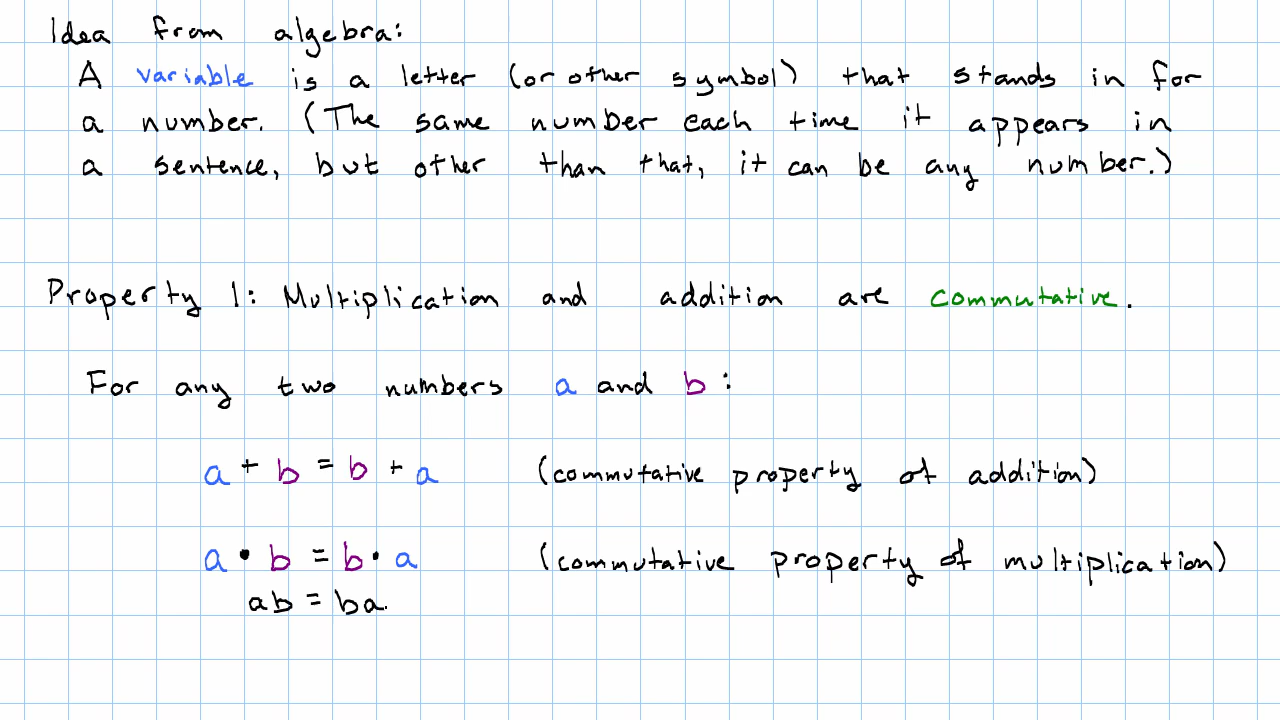 Idea from algebra:
A variable is a letter (or other symbol) that stands in for
a number. (The same number each time it appears in
a sentence, but other than that, it can be any number.)
Property 1: Multiplication and addition are commutative.
For any two numbers a and b:
a + b = b + a (commutative property of addition)
a • b = b • a (commutative property of multiplication)
ab = ba.